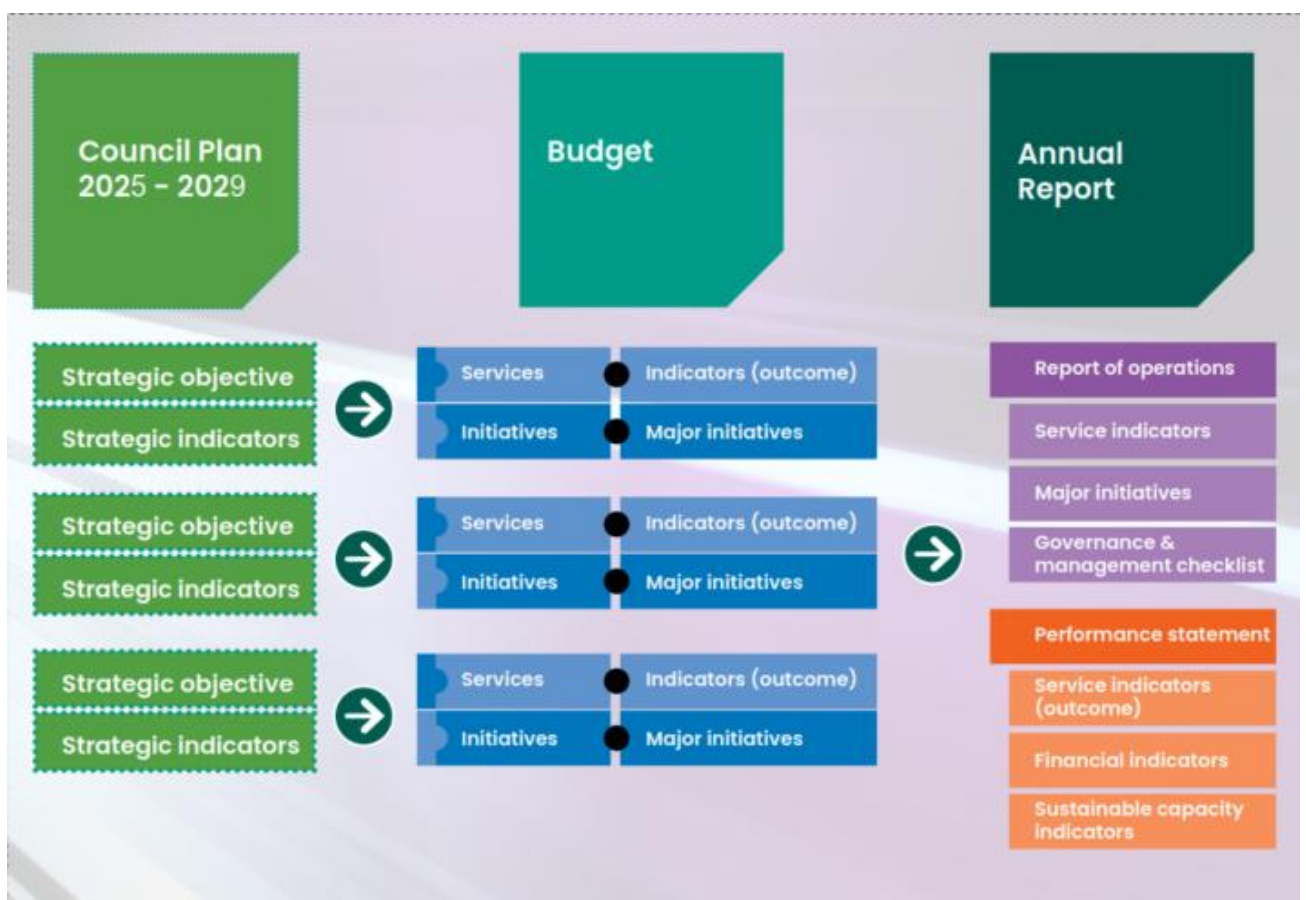 Council Plan
2025 - 2029
Budget
Annual
Report
Strategic objective
Strategic indicators
Services
Indicators (outcome)
Initiatives
Major initiatives
Strategic objective
Strategic indicators
Services
Indicators (outcome)
Initiatives
Major initiatives
Strategic objective
Strategic indicators
Services
Indicators (outcome)
Initiatives
Major initiatives
Report of operations
Service indicators
Major initiatives
Governance &
management checklist
Performance statement
Service indicators
(outcome)
Financial indicators
Sustainable capacity
indicators